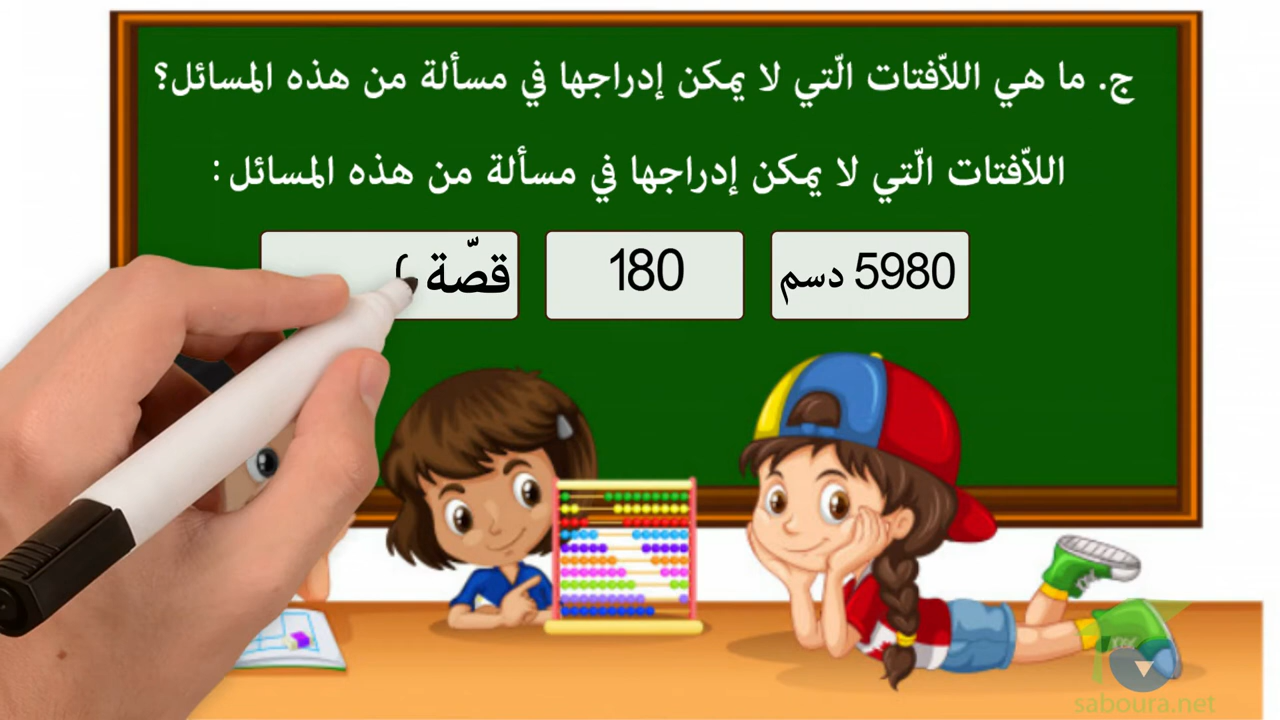 ج. ما هي اللاّفتات الّتي لا يمكن إدراجها في مسألة من هذه المسائل؟
اللاّفتات الّتي لا يمكن إدراجها في مسألة من هذه المسائل:
5980 دسم
180
قصّة
saboura.net